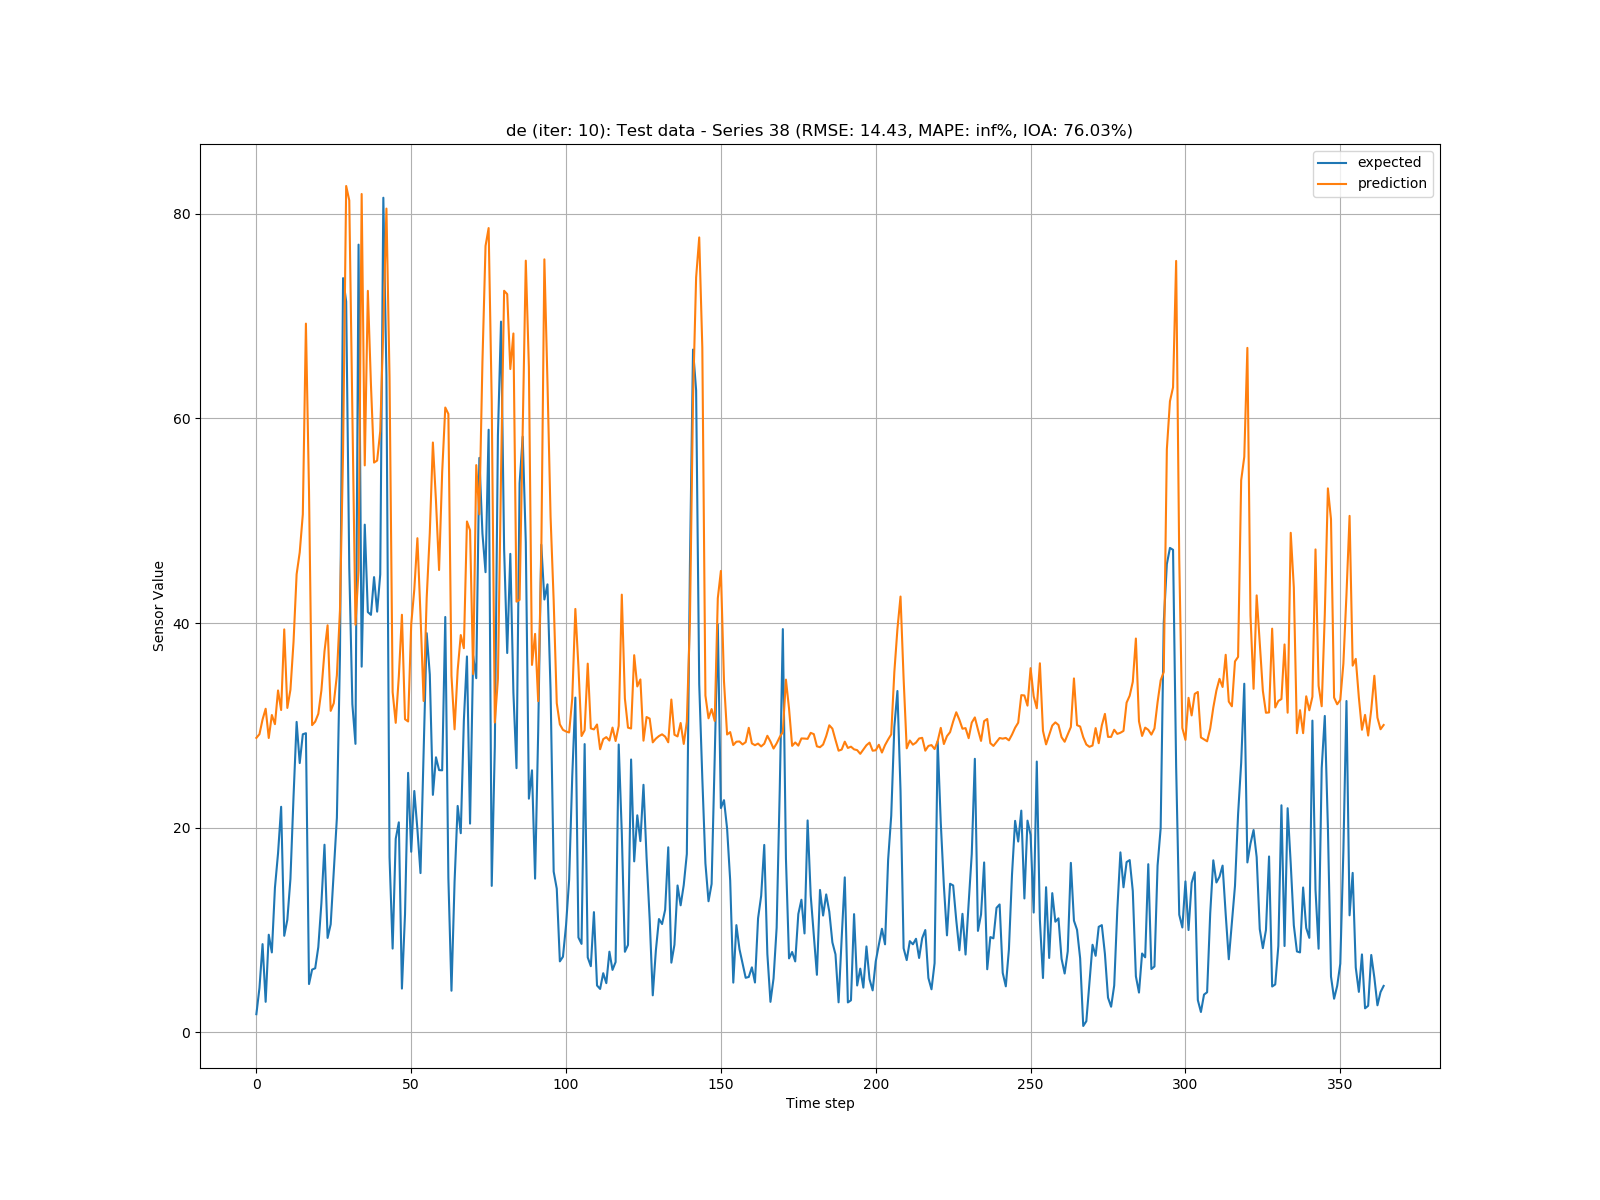 de (iter: 10): Test data - Series 38 (RMSE: 14.43, MAPE: inf%, IOA: 76.03%)
expected
prediction
Sensor Value
80
60
40
20
0
0 50 100 150 200 250 300 350
Time step